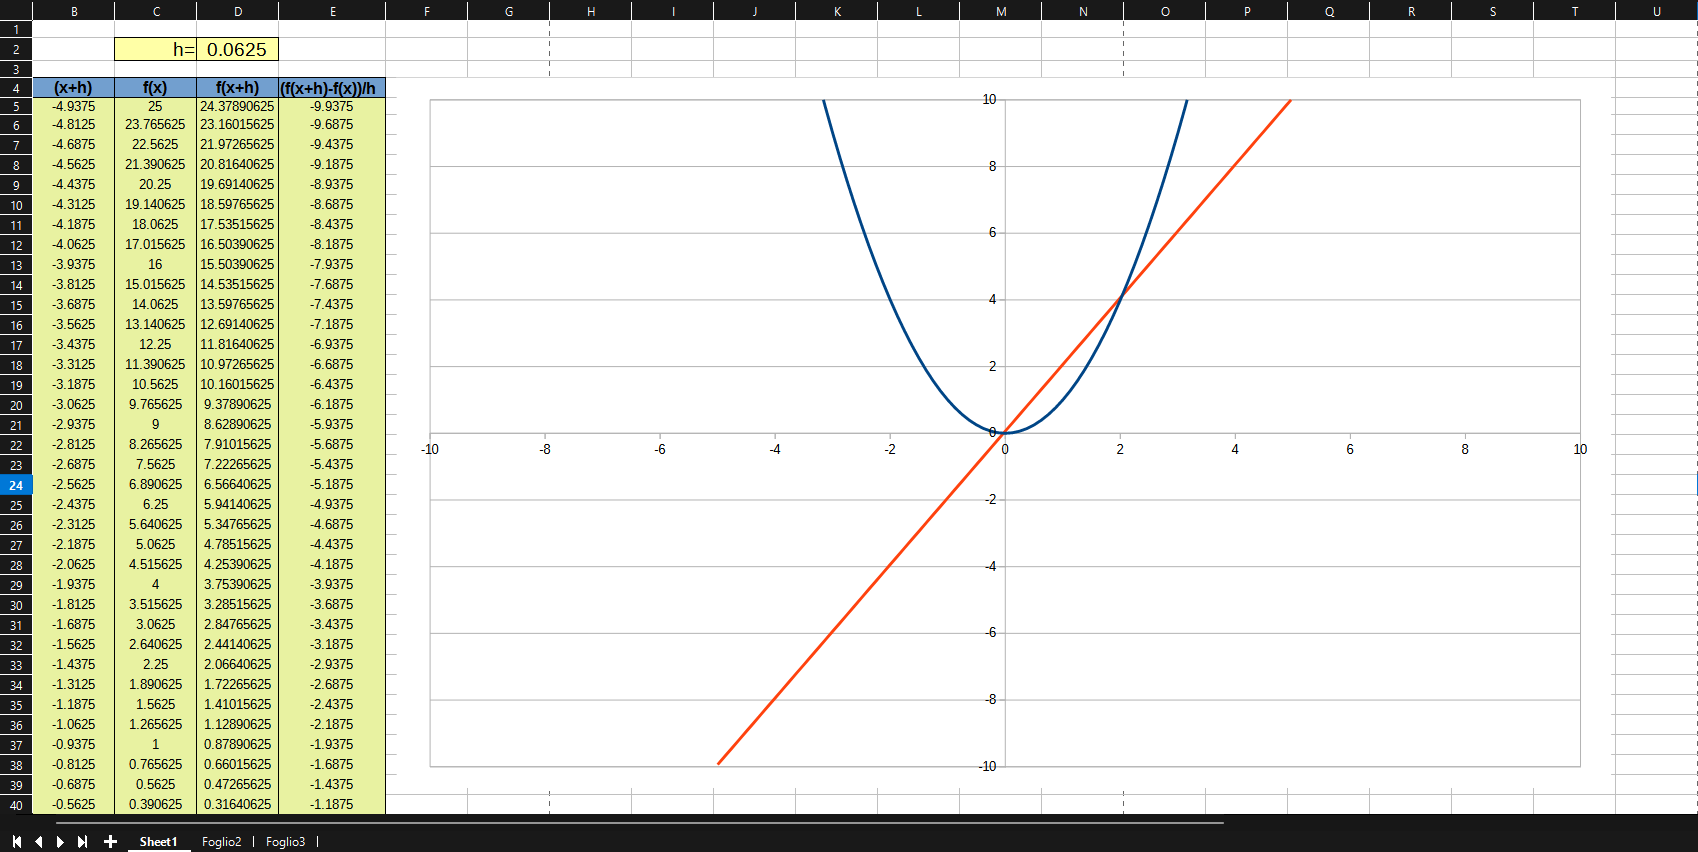 B C D E F G H I J K L M N O P Q R S T U
1
2 h= 0.0625
3
4 (x+h) f(x) f(x+h) (f(x+h)-f(x))/h
5 -4.9375 25 24.37890625 -9.9375
6 -4.8125 23.765625 23.16015625 -9.6875
7 -4.6875 22.5625 21.97265625 -9.4375
8 -4.5625 21.390625 20.81640625 -9.1875
9 -4.4375 20.25 19.69140625 -8.9375
10 -4.3125 19.140625 18.59765625 -8.6875
11 -4.1875 18.0625 17.53515625 -8.4375
12 -4.0625 17.015625 16.50390625 -8.1875
13 -3.9375 16 15.50390625 -7.9375
14 -3.8125 15.015625 14.53515625 -7.6875
15 -3.6875 14.0625 13.59765625 -7.4375
16 -3.5625 13.140625 12.69140625 -7.1875
17 -3.4375 12.25 11.81640625 -6.9375
18 -3.3125 11.390625 10.97265625 -6.6875
19 -3.1875 10.5625 10.16015625 -6.4375
20 -3.0625 9.765625 9.37890625 -6.1875
21 -2.9375 9 8.62890625 -5.9375
22 -2.8125 8.265625 7.91015625 -5.6875
23 -2.6875 7.5625 7.22265625 -5.4375
24 -2.5625 6.890625 6.56640625 -5.1875
25 -2.4375 6.25 5.94140625 -4.9375
26 -2.3125 5.640625 5.34765625 -4.6875
27 -2.1875 5.0625 4.78515625 -4.4375
28 -2.0625 4.515625 4.25390625 -4.1875
29 -1.9375 4 3.75390625 -3.9375
30 -1.8125 3.515625 3.28515625 -3.6875
31 -1.6875 3.0625 2.84765625 -3.4375
32 -1.5625 2.640625 2.44140625 -3.1875
33 -1.4375 2.25 2.06640625 -2.9375
34 -1.3125 1.890625 1.72265625 -2.6875
35 -1.1875 1.5625 1.41015625 -2.4375
36 -1.0625 1.265625 1.12890625 -2.1875
37 -0.9375 1 0.87890625 -1.9375
38 -0.8125 0.765625 0.66015625 -1.6875
39 -0.6875 0.5625 0.47265625 -1.4375
40 -0.5625 0.390625 0.31640625 -1.1875
10
8
6
4
2
0
-10 -8 -6 -4 -2 0 2 4 6 8 10
-2
-4
-6
-8
-10
Sheet1 Foglio2 Foglio3